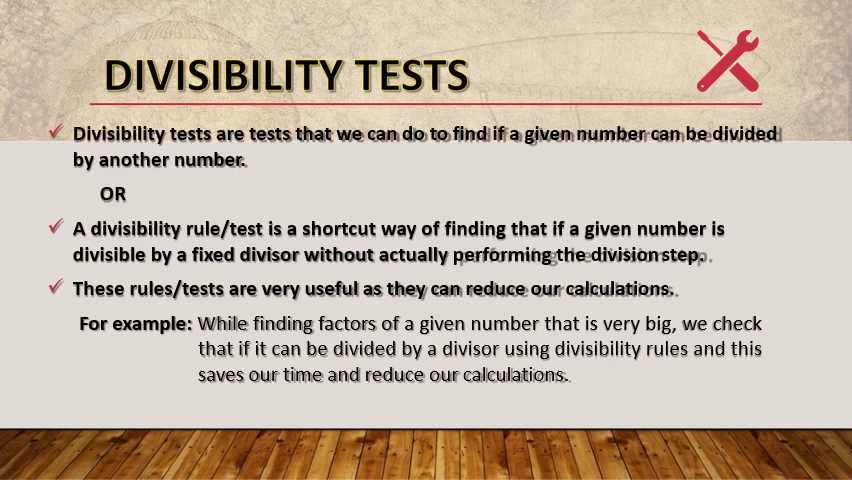 DIVISIBILITY TESTS
Divisibility tests are tests that we can do to find if a given number can be divided
by another number.
OR
A divisibility rule/test is a shortcut way of finding that if a given number is
divisible by a fixed divisor without actually performing the division step.
These rules/tests are very useful as they can reduce our calculations.
For example: While finding factors of a given number that is very big, we check
that if it can be divided by a divisor using divisibility rules and this
saves our time and reduce our calculations.